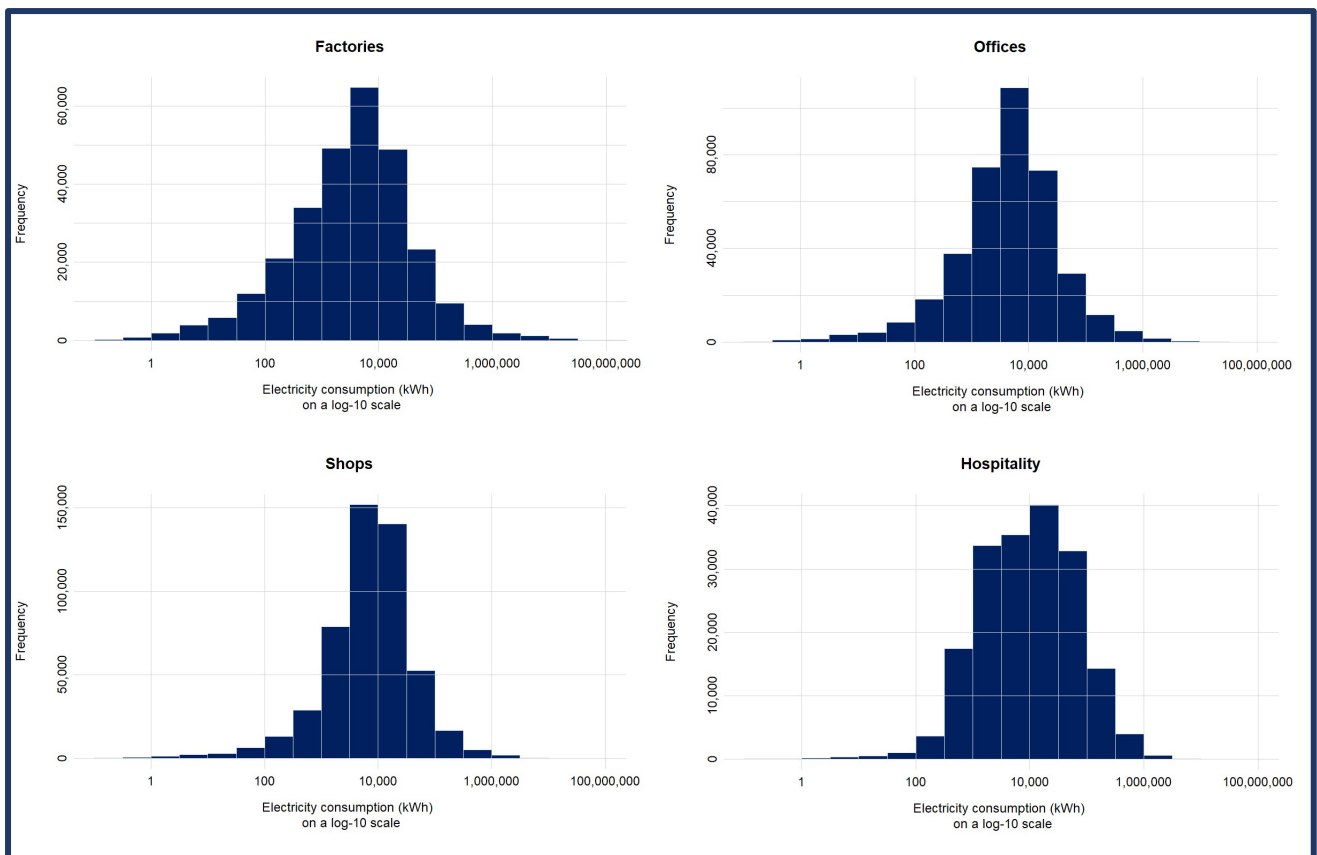 Factories
Frequency
60,000
40,000
20,000
0
1
100
10,000
1,000,000
100,000,000
Electricity consumption (kWh)
on a log-10 scale
Offices
Frequency
80,000
40,000
0
1
100
10,000
1,000,000
100,000,000
Electricity consumption (kWh)
on a log-10 scale
Shops
Frequency
150,000
100,000
50,000
0
1
100
10,000
1,000,000
100,000,000
Electricity consumption (kWh)
on a log-10 scale
Hospitality
Frequency
40,000
30,000
20,000
10,000
0
1
100
10,000
1,000,000
100,000,000
Electricity consumption (kWh)
on a log-10 scale